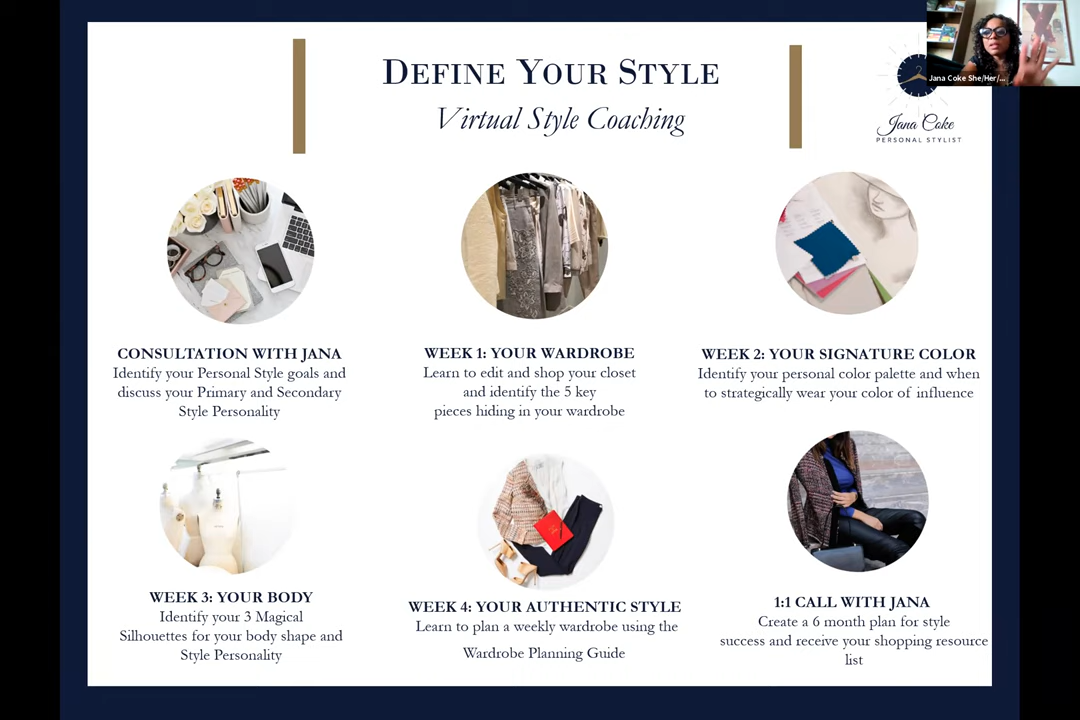 DEFINE YOUR STYLE
Virtual Style Coaching
Jana Coke She/Her/...
Jana Coke
PERSONAL STYLIST
CONSULTATION WITH JANA
Identify your Personal Style goals and
discuss your Primary and Secondary
Style Personality
WEEK 1: YOUR WARDROBE
Learn to edit and shop your closet
and identify the 5 key
pieces hiding in your wardrobe
WEEK 2: YOUR SIGNATURE COLOR
Identify your personal color palette and when
to strategically wear your color of influence
WEEK 3: YOUR BODY
Identify your 3 Magical
Silhouettes for your body shape and
Style Personality
WEEK 4: YOUR AUTHENTIC STYLE
Learn to plan a weekly wardrobe using the
Wardrobe Planning Guide
1:1 CALL WITH JANA
Create a 6 month plan for style
success and receive your shopping resource
list